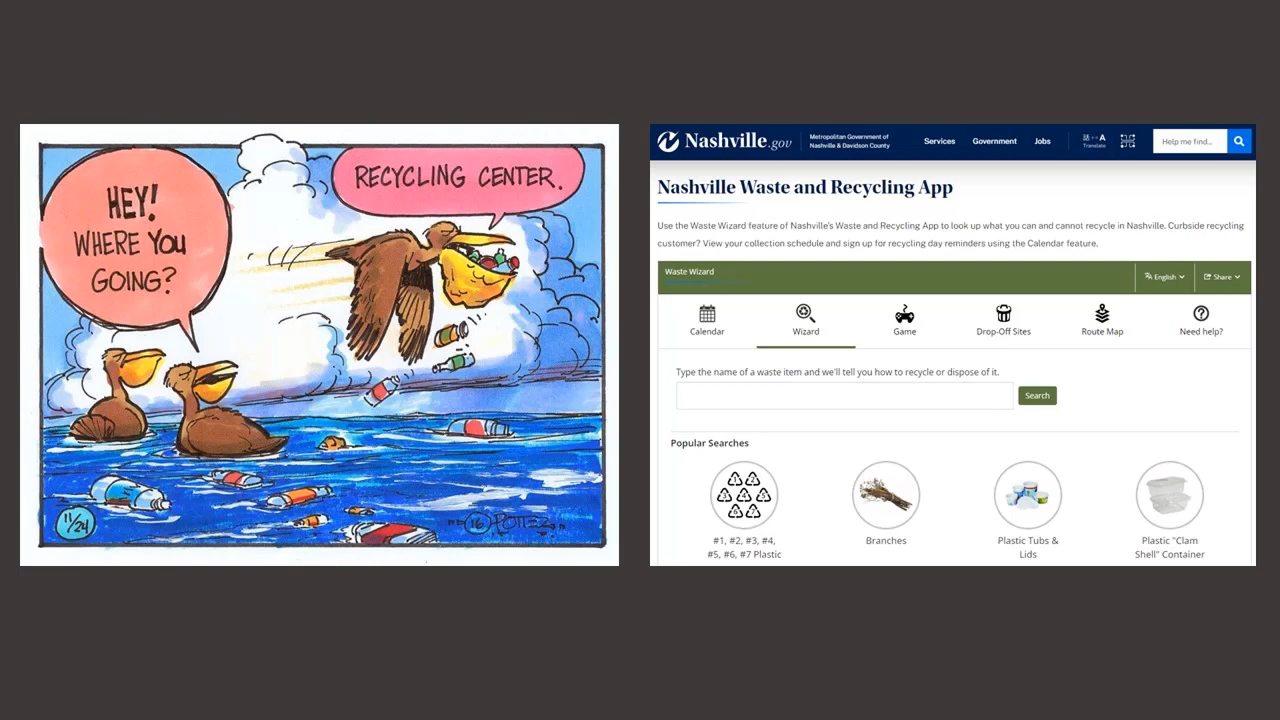 HEY!
WHERE YOU
GOING?
RECYCLING CENTER.
11/24
16
Nashville.gov
Metropolitan Government of
Nashville & Davidson County
Services
Government
Jobs
Translate
Help me find...
Nashville Waste and Recycling App
Use the Waste Wizard feature of Nashville's Waste and Recycling App to look up what you can and cannot recycle in Nashville. Curbside recycling
customer? View your collection schedule and sign up for recycling day reminders using the Calendar feature.
Waste Wizard
English
Share
Calendar
Wizard
Game
Drop-Off Sites
Route Map
Need help?
Type the name of a waste item and we'll tell you how to recycle or dispose of it.
Search
Popular Searches
#1, #2, #3, #4,
#5, #6, #7 Plastic
Branches
Plastic Tubs &
Lids
Plastic "Clam
Shell" Container